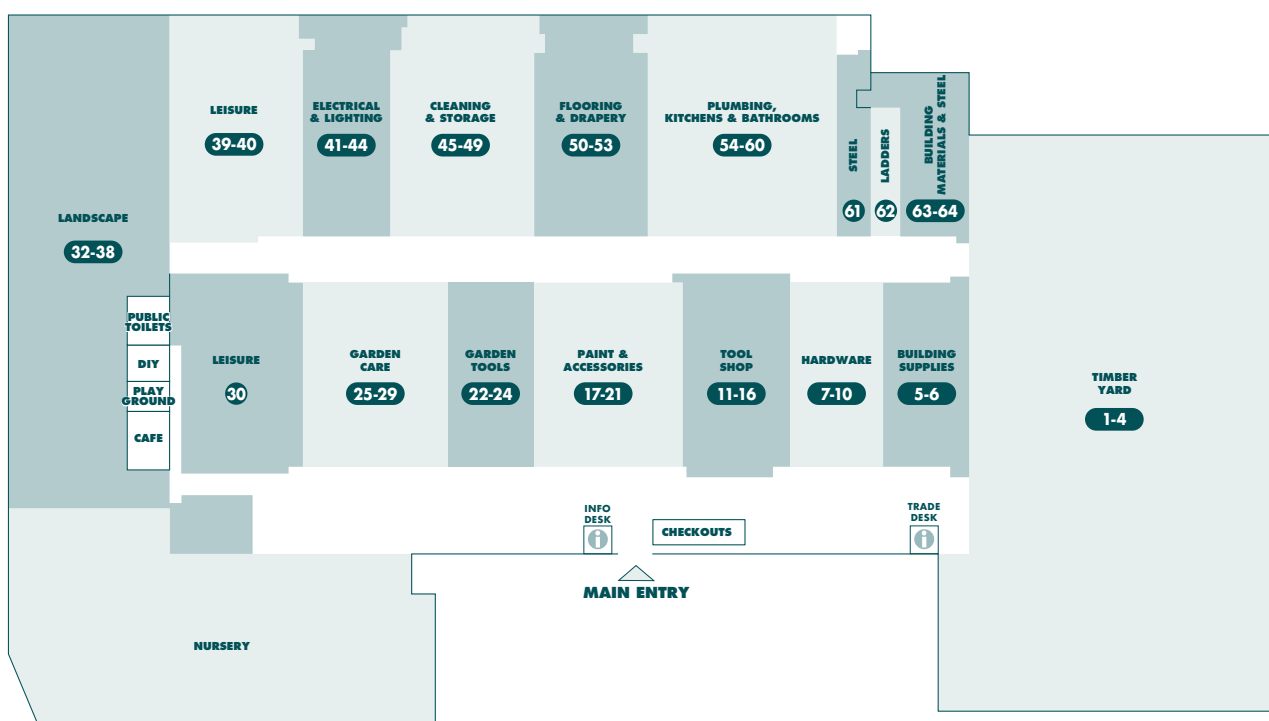 LEISURE
39-40
ELECTRICAL
& LIGHTING
41-44
CLEANING
& STORAGE
45-49
FLOORING
& DRAPERY
50-53
PLUMBING,
KITCHENS & BATHROOMS
54-60
STEEL
61
LADDERS
62
BUILDING
MATERIALS & STEEL
63-64
LANDSCAPE
32-38
PUBLIC
TOILETS
DIY
PLAY
GROUND
CAFE
LEISURE
30
GARDEN
CARE
25-29
GARDEN
TOOLS
22-24
PAINT &
ACCESSORIES
17-21
TOOL
SHOP
11-16
HARDWARE
7-10
BUILDING
SUPPLIES
5-6
TIMBER
YARD
1-4
INFO
DESK
i
CHECKOUTS
TRADE
DESK
i
MAIN ENTRY
NURSERY